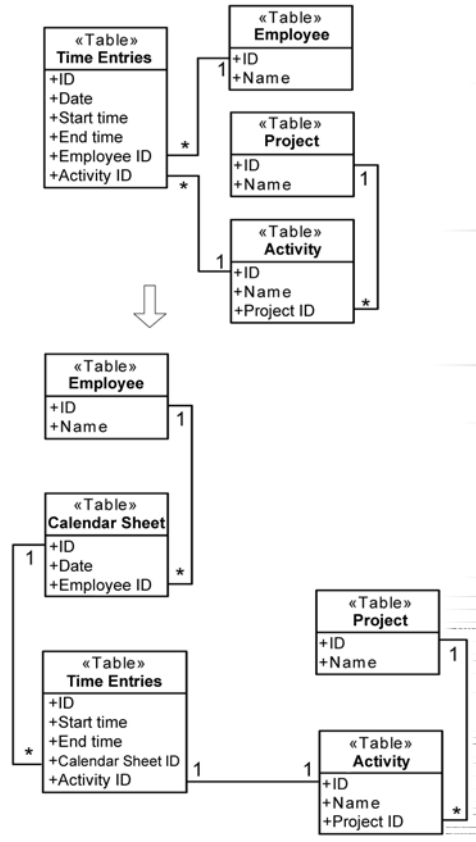 «Table»
Time Entries
+ID
+Date
+Start time
+End time
+Employee ID
+Activity ID
«Table»
Employee
+ID
+Name
1
*
«Table»
Project
+ID
+Name
1
*
«Table»
Activity
+ID
+Name
+Project ID
1
*
«Table»
Employee
+ID
+Name
1
«Table»
Calendar Sheet
+ID
+Date
+Employee ID
1
*
«Table»
Time Entries
+ID
+Start time
+End time
+Calendar Sheet ID
+Activity ID
*
1
1
«Table»
Project
+ID
+Name
1
«Table»
Activity
+ID
+Name
+Project ID
*